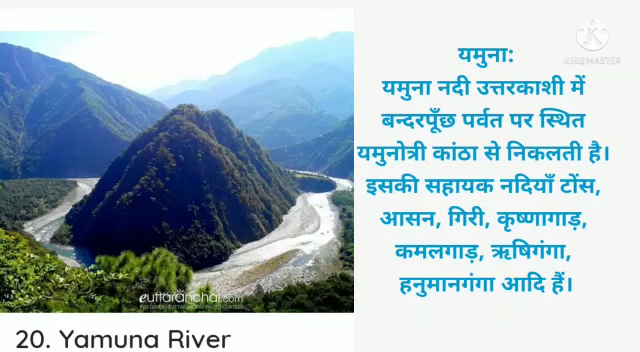 यमुना:
यमुना नदी उत्तरकाशी में
बन्दरपूँछ पर्वत पर स्थित
यमुनोत्री कांठा से निकलती है।
इसकी सहायक नदियाँ टोंस,
आसन, गिरी, कृष्णागाड़,
कमलगाड़, ऋषिगंगा,
हनुमानगंगा आदि हैं।
KINEMASTER
euttaranchal.com
20. Yamuna River